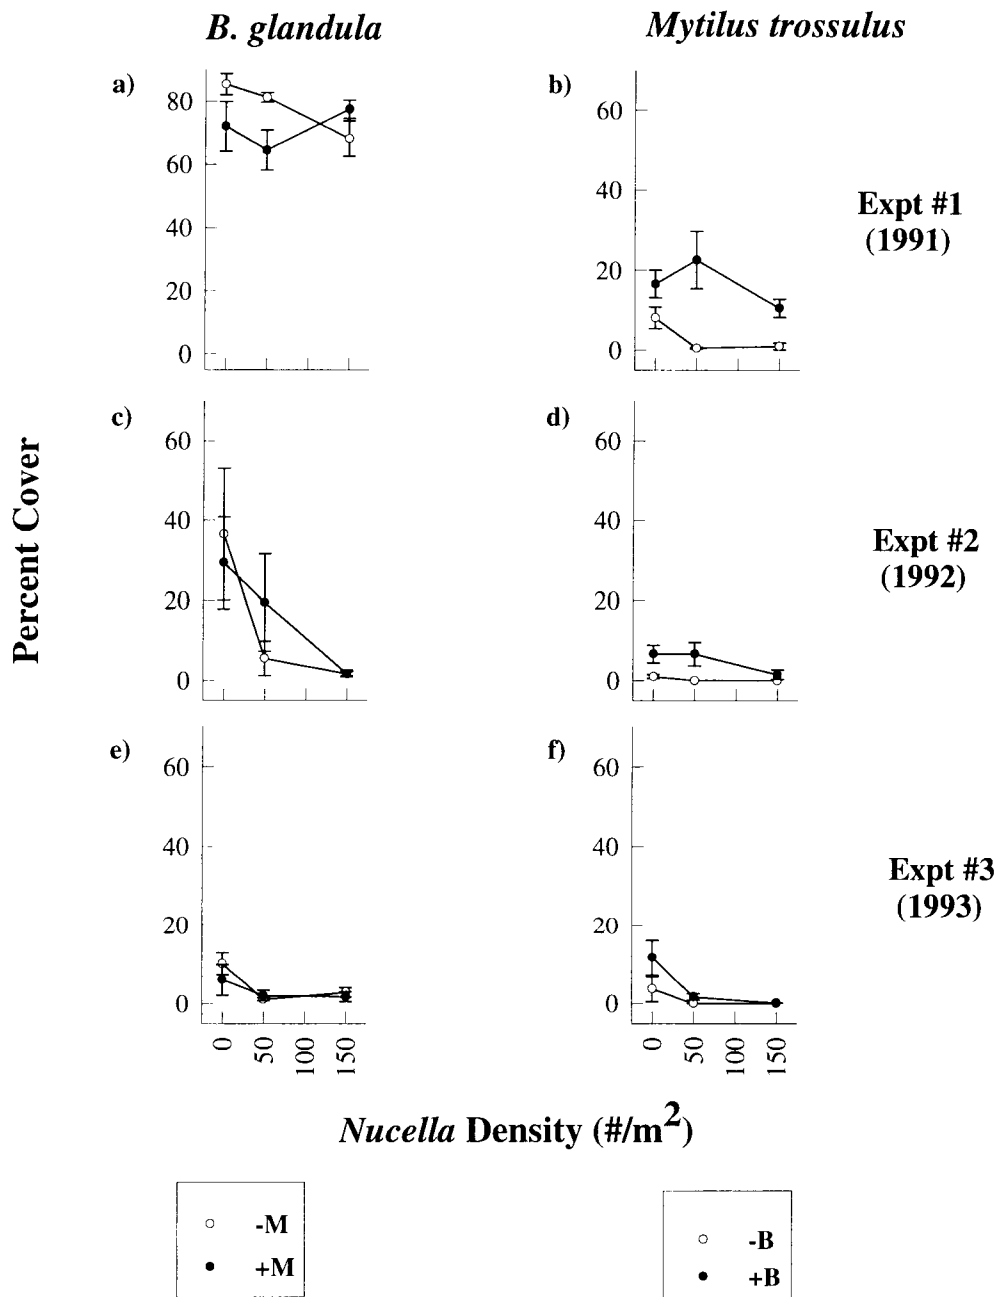 B. glandula
Mytilus trossulus
a)
80
60
40
20
0
b)
60
40
20
0
Expt #1
(1991)
c)
60
40
20
0
d)
60
40
20
0
Expt #2
(1992)
Percent Cover
e)
60
40
20
0
0 50 100 150
f)
60
40
20
0
0 50 100 150
Expt #3
(1993)
Nucella Density (#/m²)
-M
+M
-B
+B